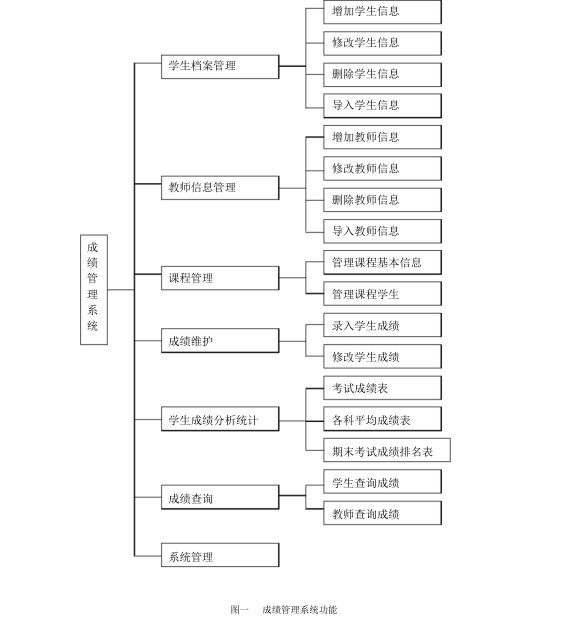 成绩管理系统
学生档案管理
增加学生信息
修改学生信息
删除学生信息
导入学生信息
教师信息管理
增加教师信息
修改教师信息
删除教师信息
导入教师信息
课程管理
管理课程基本信息
管理课程学生
成绩维护
录入学生成绩
修改学生成绩
学生成绩分析统计
考试成绩表
各科平均成绩表
期末考试成绩排名表
成绩查询
学生查询成绩
教师查询成绩
系统管理
图一 成绩管理系统功能